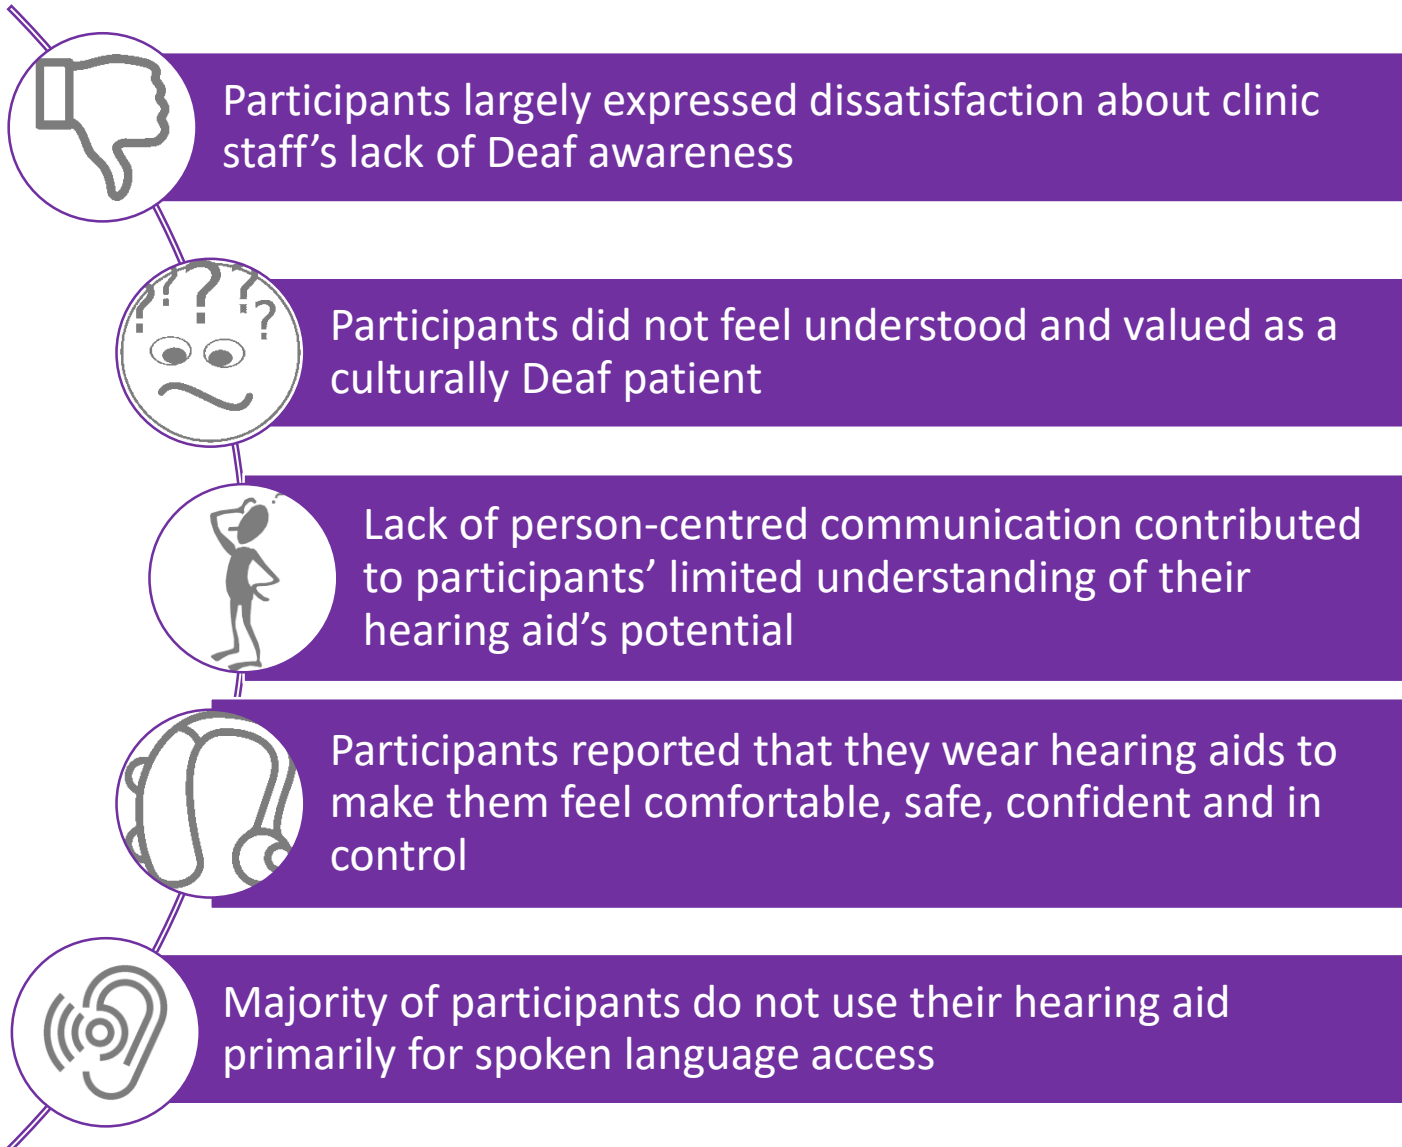 Participants largely expressed dissatisfaction about clinic
staff’s lack of Deaf awareness
Participants did not feel understood and valued as a
culturally Deaf patient
Lack of person-centred communication contributed
to participants’ limited understanding of their
hearing aid’s potential
Participants reported that they wear hearing aids to
make them feel comfortable, safe, confident and in
control
Majority of participants do not use their hearing aid
primarily for spoken language access